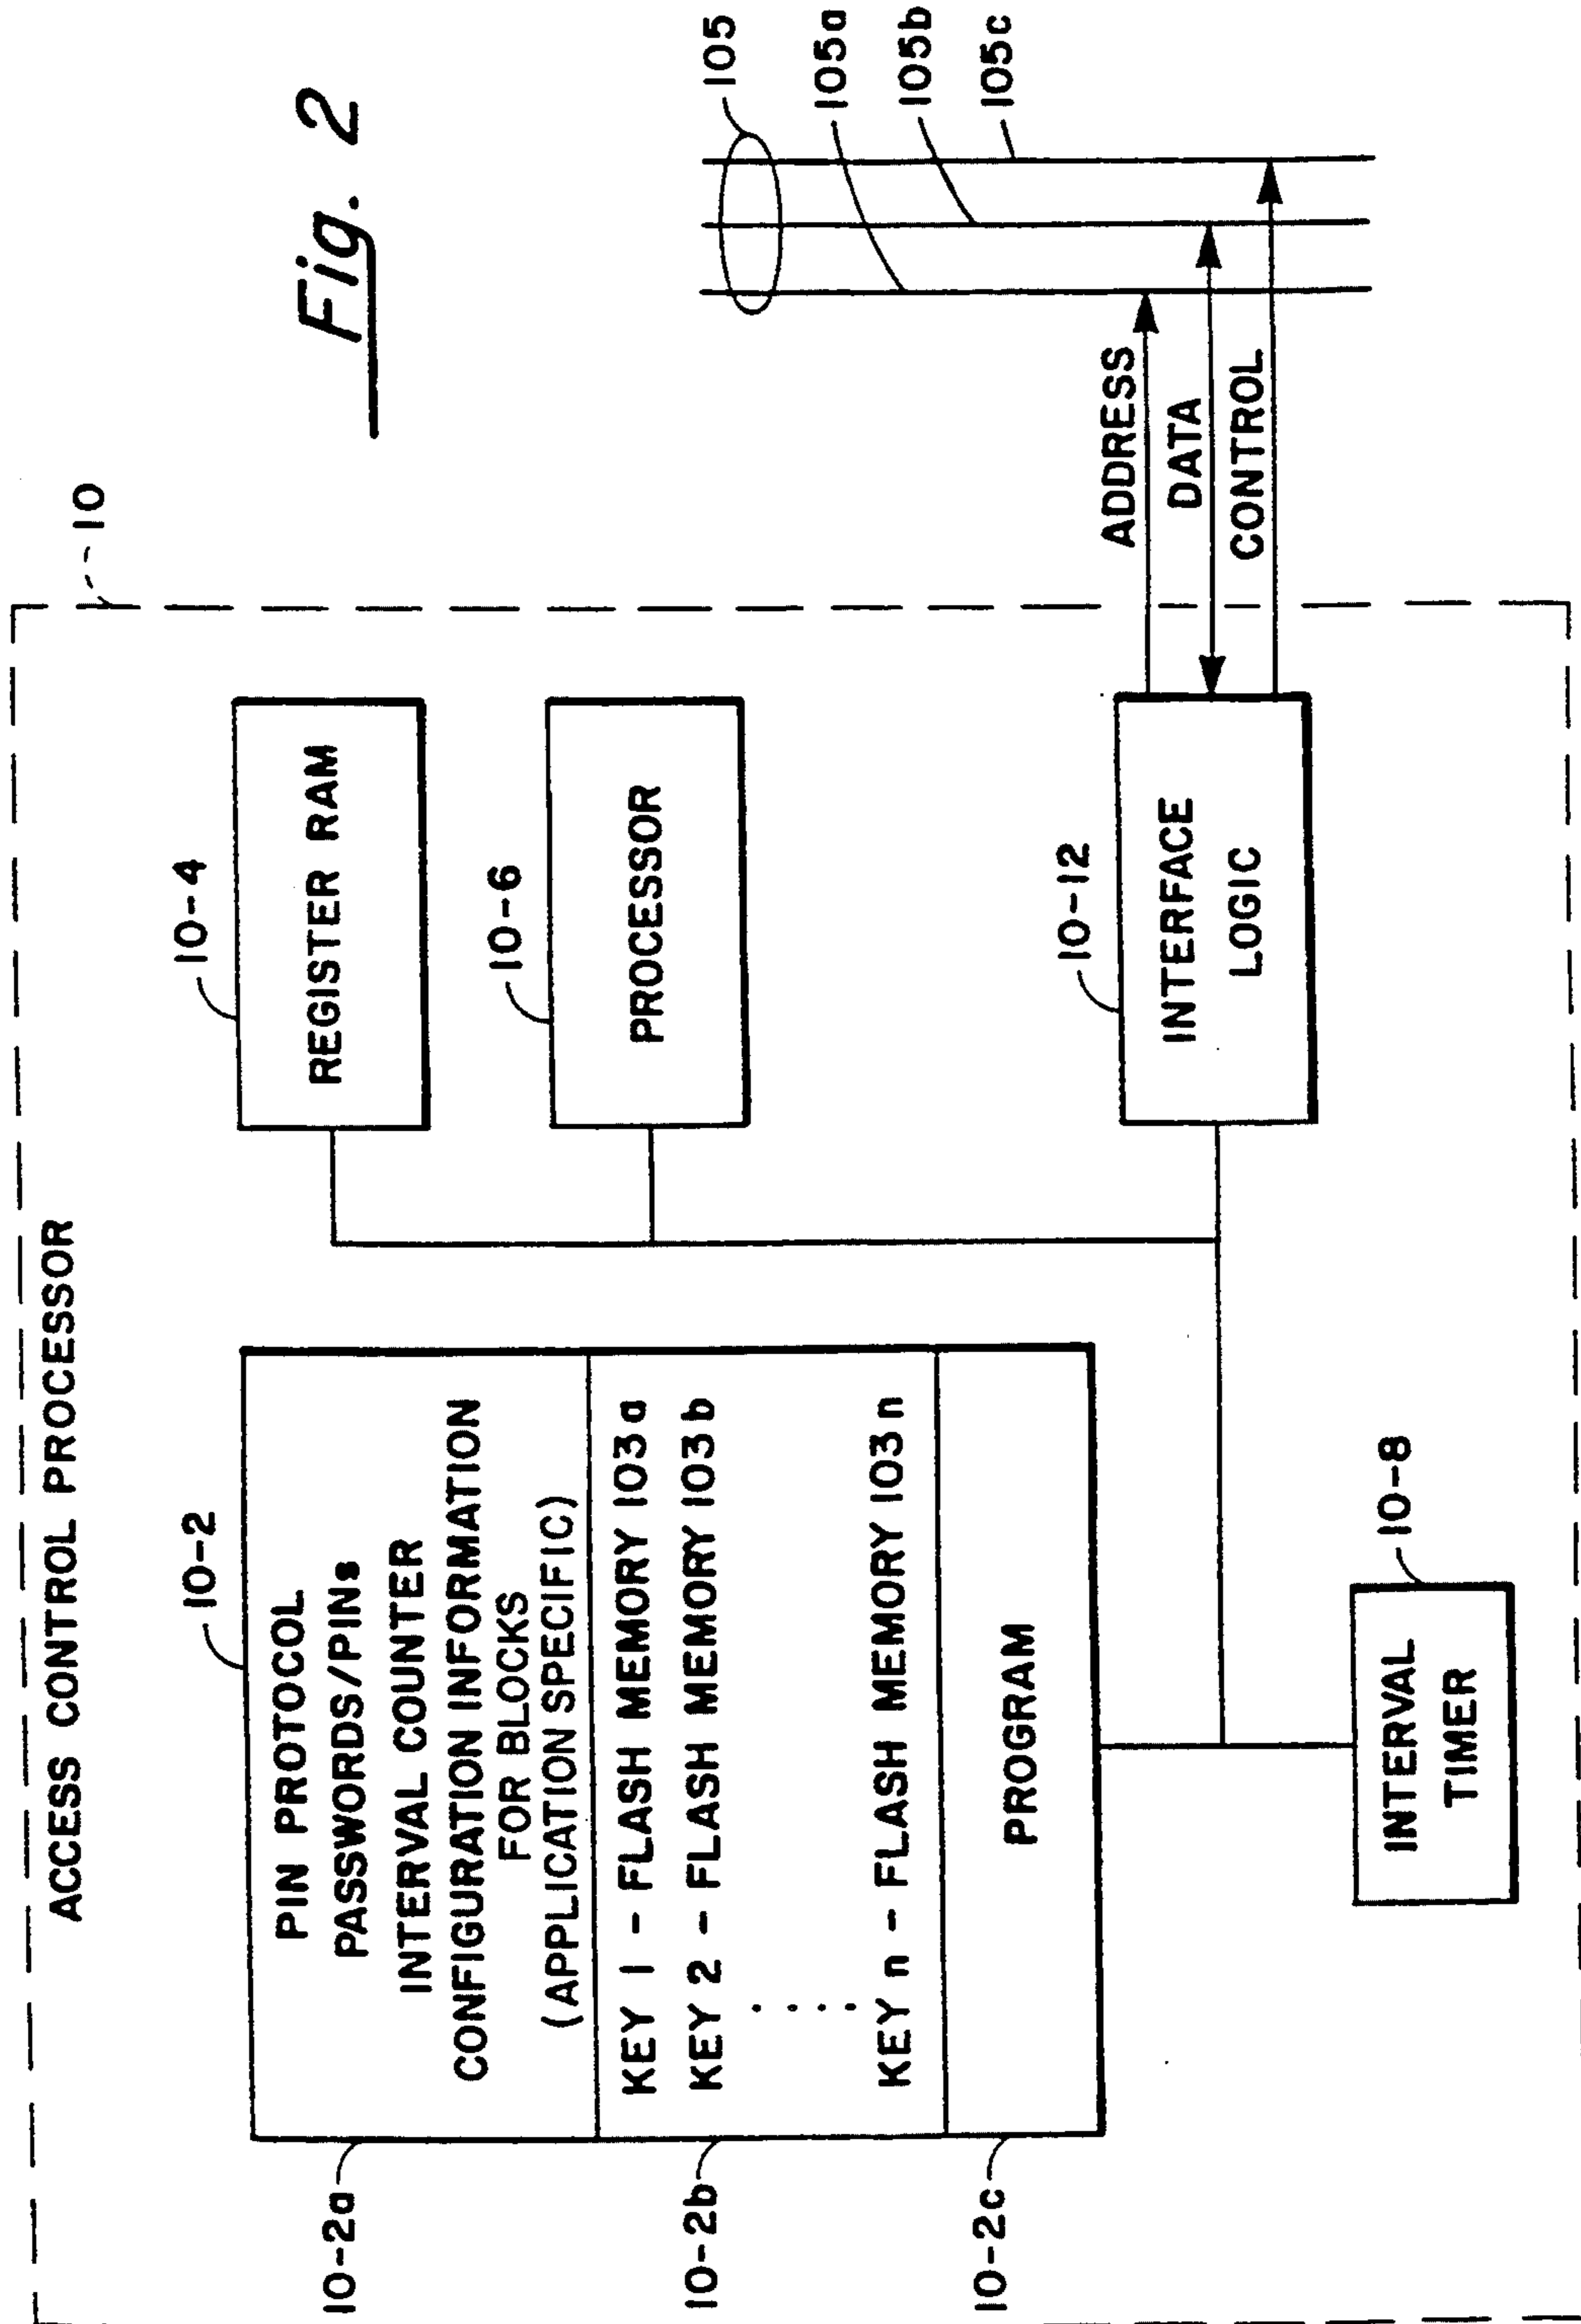 ACCESS CONTROL PROCESSOR
10
Fig. 2
10-2
10-2a
PIN PROTOCOL
PASSWORDS/PINs
INTERVAL COUNTER
CONFIGURATION INFORMATION
FOR BLOCKS
(APPLICATION SPECIFIC)
10-2b
KEY 1 - FLASH MEMORY 103a
KEY 2 - FLASH MEMORY 103b
. . . .
KEY n - FLASH MEMORY 103n
10-2c
PROGRAM
10-4
REGISTER RAM
10-6
PROCESSOR
10-12
INTERFACE
LOGIC
10-8
INTERVAL
TIMER
ADDRESS
DATA
CONTROL
105
105a
105b
105c